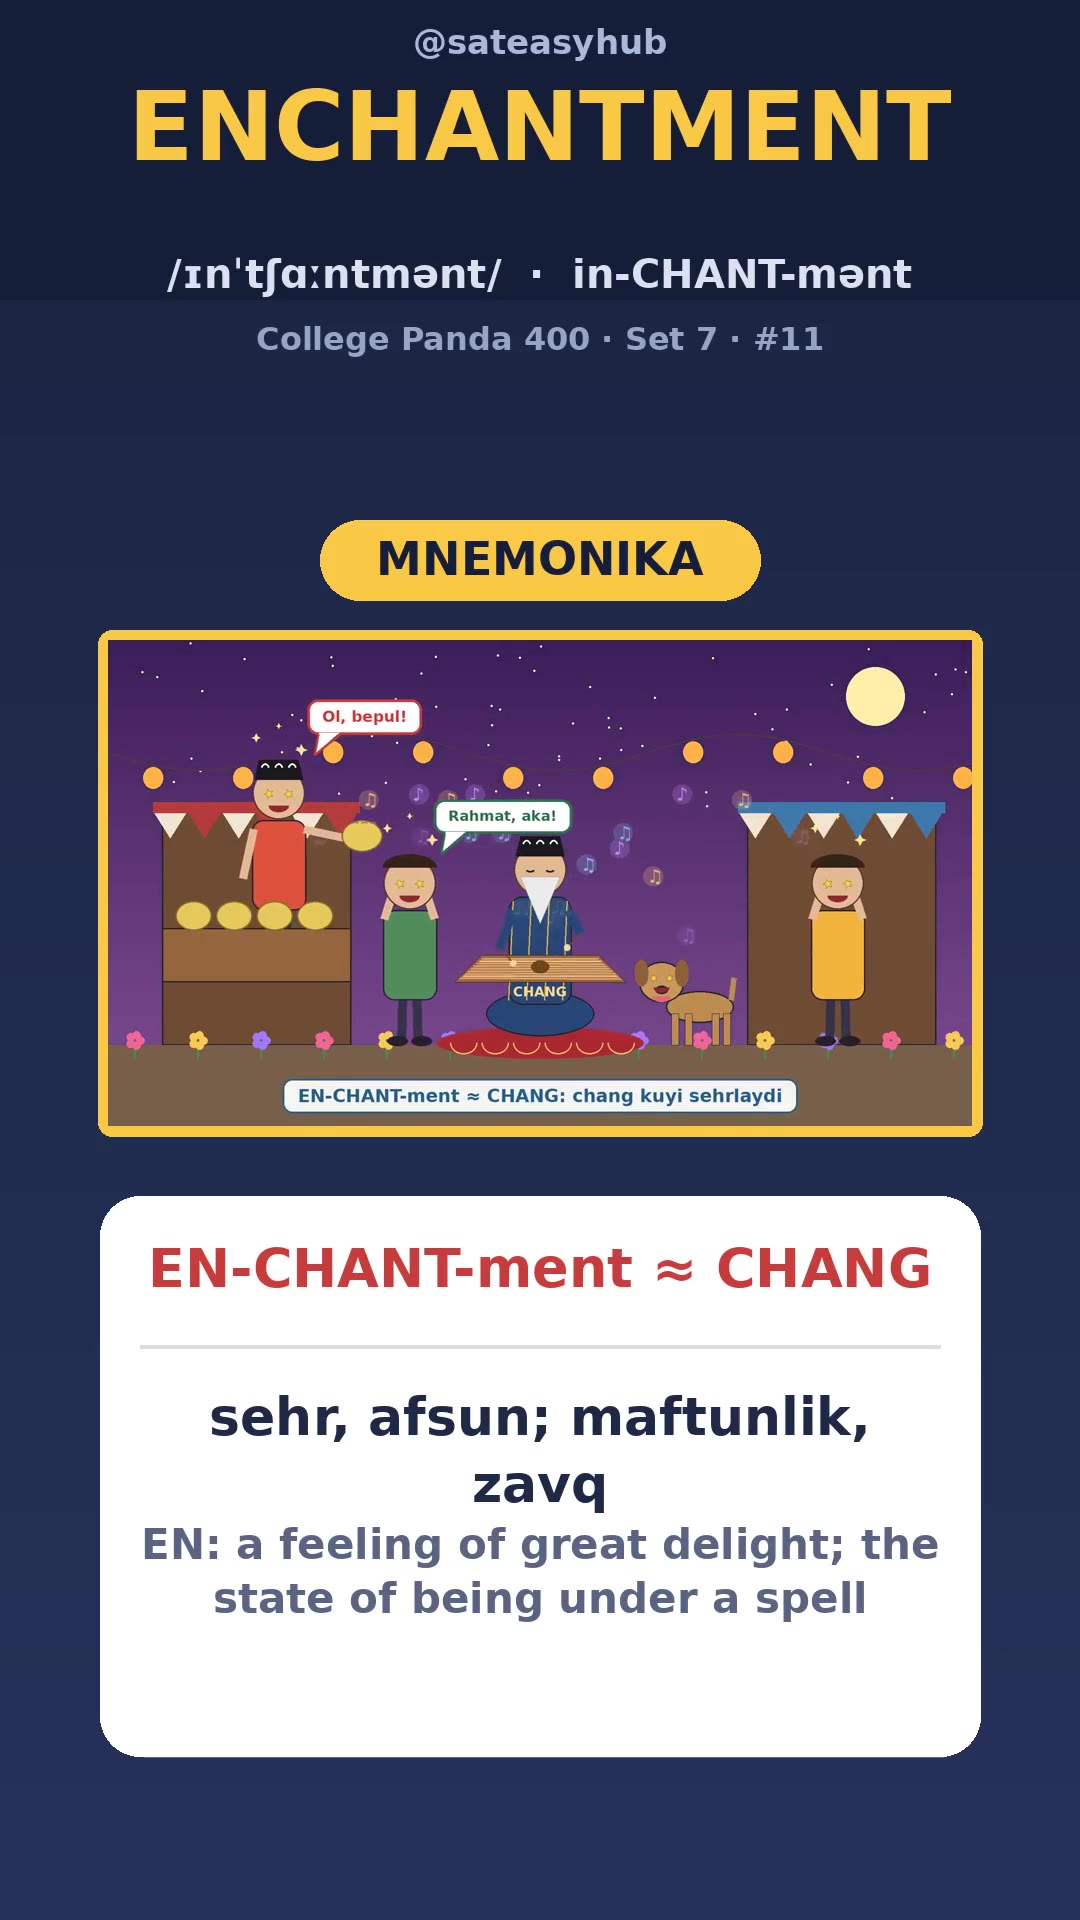 @sateasyhub
ENCHANTMENT
/ɪnˈtʃɑːntmənt/ · in-CHANT-mənt
College Panda 400 · Set 7 · #11
MNEMONIKA
Ol, bepul!
Rahmat, aka!
CHANG
EN-CHANT-ment ≈ CHANG: chang kuyi sehrlaydi
EN-CHANT-ment ≈ CHANG
sehr, afsun; maftunlik,
zavq
EN: a feeling of great delight; the
state of being under a spell